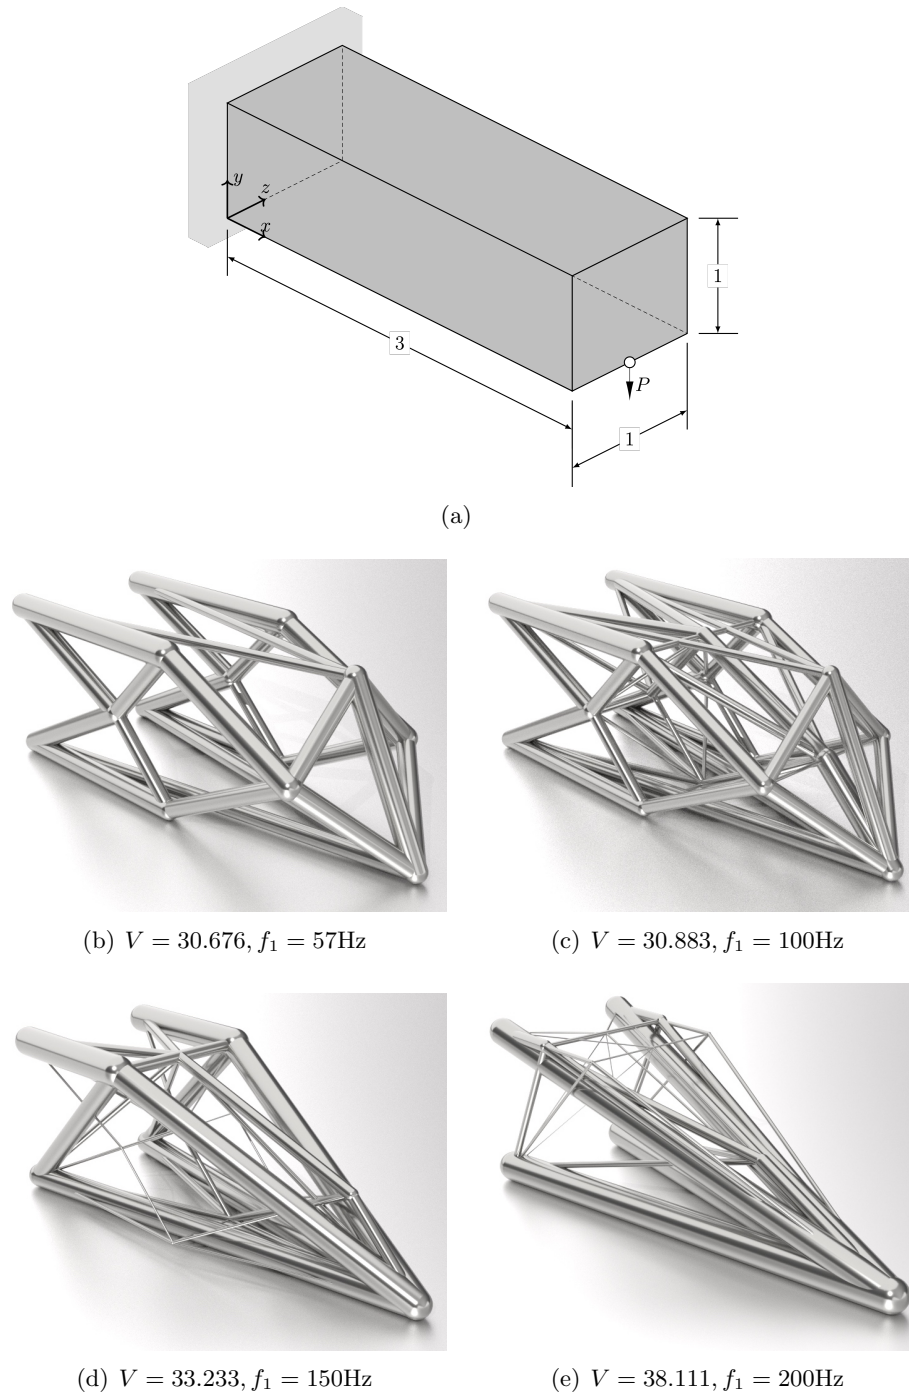 y
z
x
1
3
P
1
(a)
(b) V = 30.676, f₁ = 57Hz
(c) V = 30.883, f₁ = 100Hz
(d) V = 33.233, f₁ = 150Hz
(e) V = 38.111, f₁ = 200Hz